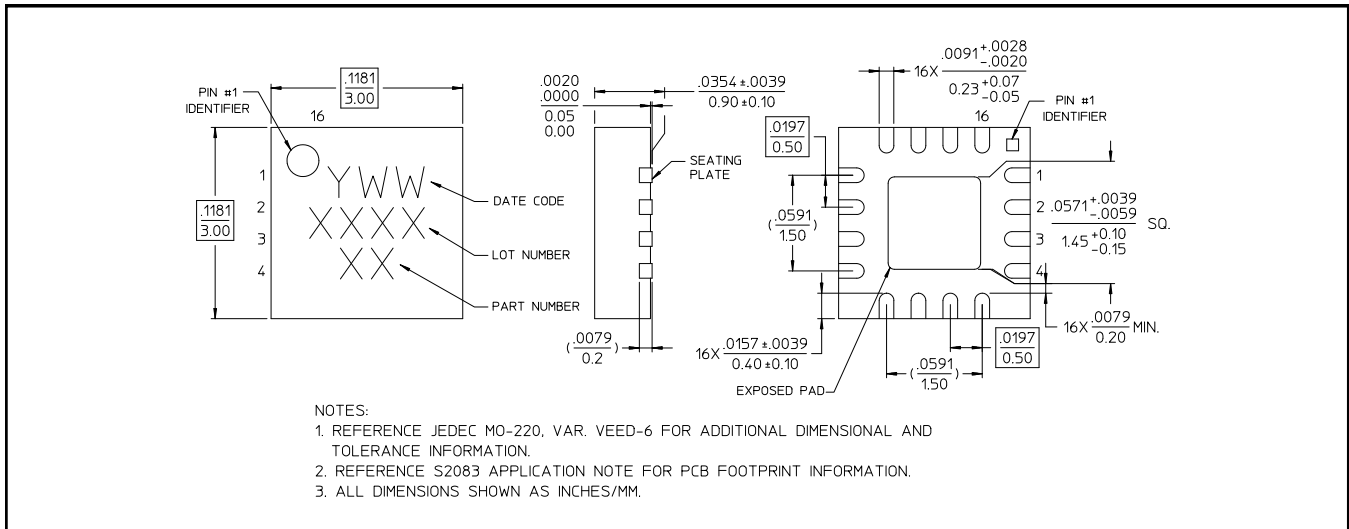 .1181
3.00
PIN #1
IDENTIFIER
16
.1181
3.00
1
2
3
4
YWW
XXXX
XX
DATE CODE
LOT NUMBER
PART NUMBER
.0020
.0000
0.05
0.00
.0354 ±.0039
0.90 ±0.10
SEATING
PLATE
(.0079
0.2)
16X .0091 +.0028
-.0020
0.23 +0.07
-0.05
.0197
0.50
16
PIN #1
IDENTIFIER
1
2
3
4
(.0591
1.50)
.0571 +.0039
-.0059
1.45 +0.10
-0.15
SQ.
16X .0157 ±.0039
0.40 ±0.10
16X .0079
0.20 MIN.
.0197
0.50
(.0591
1.50)
EXPOSED PAD
NOTES:
1. REFERENCE JEDEC MO-220, VAR. VEED-6 FOR ADDITIONAL DIMENSIONAL AND
TOLERANCE INFORMATION.
2. REFERENCE S2083 APPLICATION NOTE FOR PCB FOOTPRINT INFORMATION.
3. ALL DIMENSIONS SHOWN AS INCHES/MM.